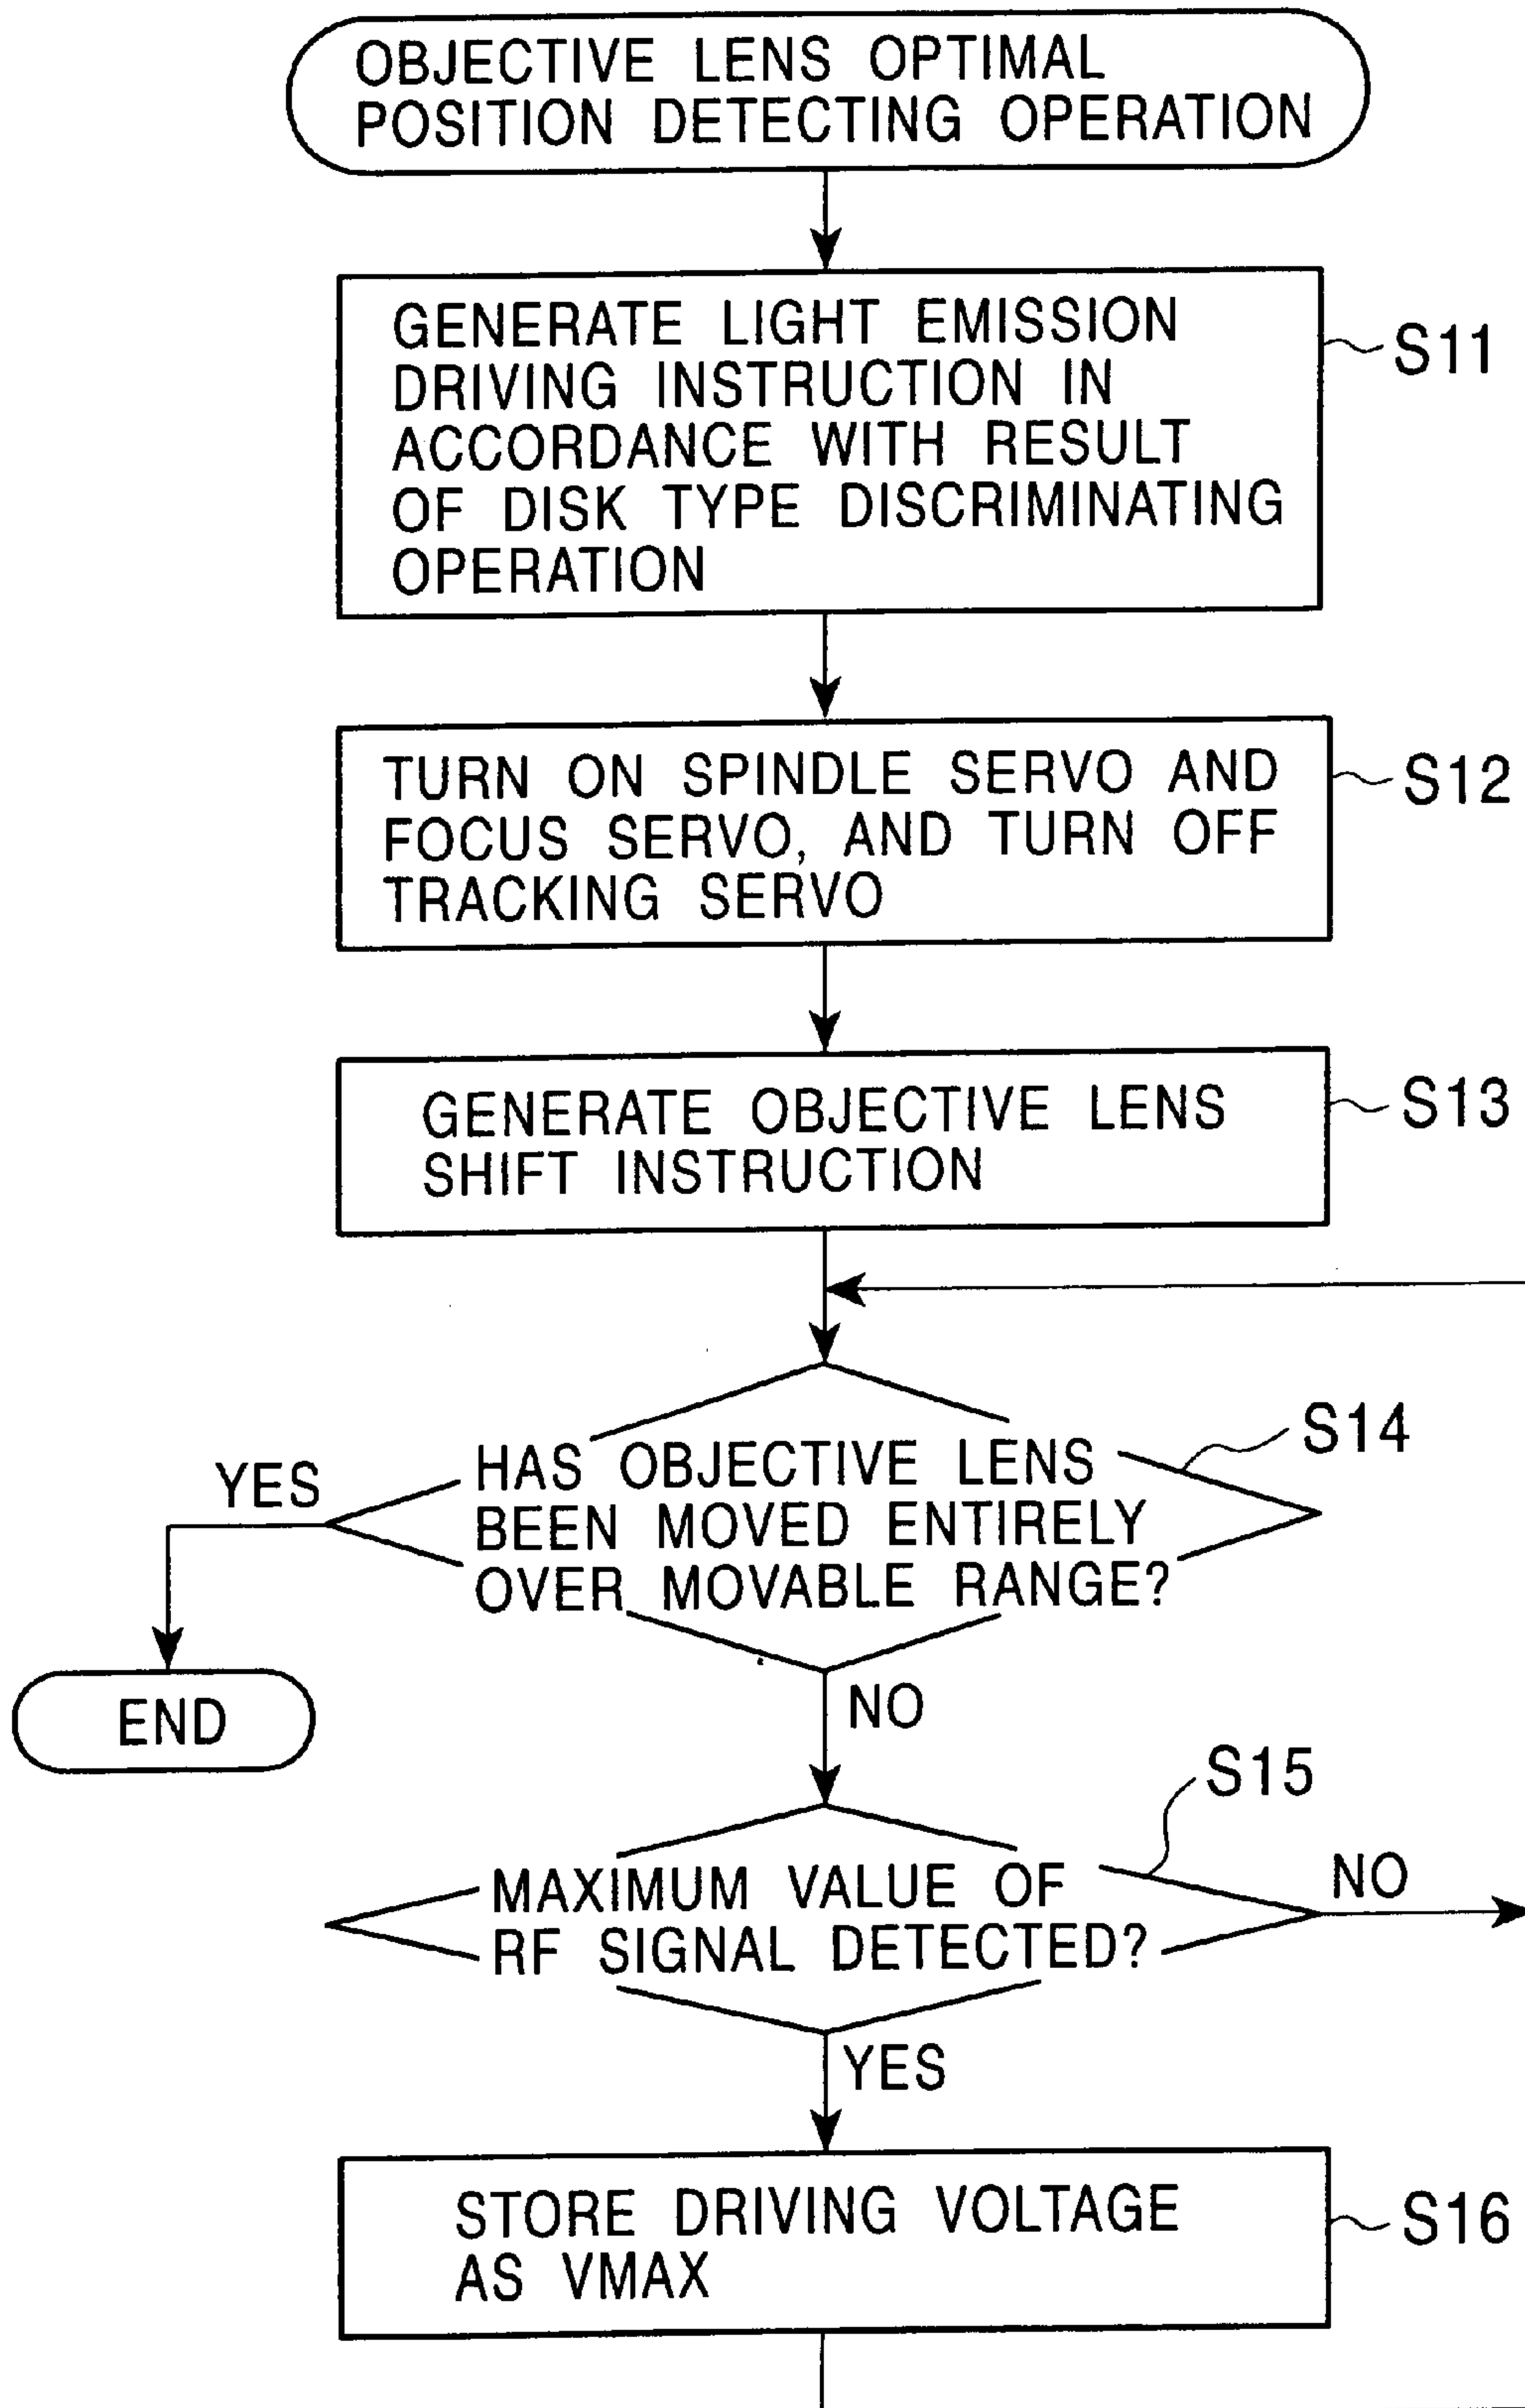 OBJECTIVE LENS OPTIMAL
POSITION DETECTING OPERATION
GENERATE LIGHT EMISSION
DRIVING INSTRUCTION IN
ACCORDANCE WITH RESULT
OF DISK TYPE DISCRIMINATING
OPERATION
S11
TURN ON SPINDLE SERVO AND
FOCUS SERVO, AND TURN OFF
TRACKING SERVO
S12
GENERATE OBJECTIVE LENS
SHIFT INSTRUCTION
S13
S14
YES
HAS OBJECTIVE LENS
BEEN MOVED ENTIRELY
OVER MOVABLE RANGE?
END
NO
S15
MAXIMUM VALUE OF
RF SIGNAL DETECTED?
NO
YES
STORE DRIVING VOLTAGE
AS VMAX
S16